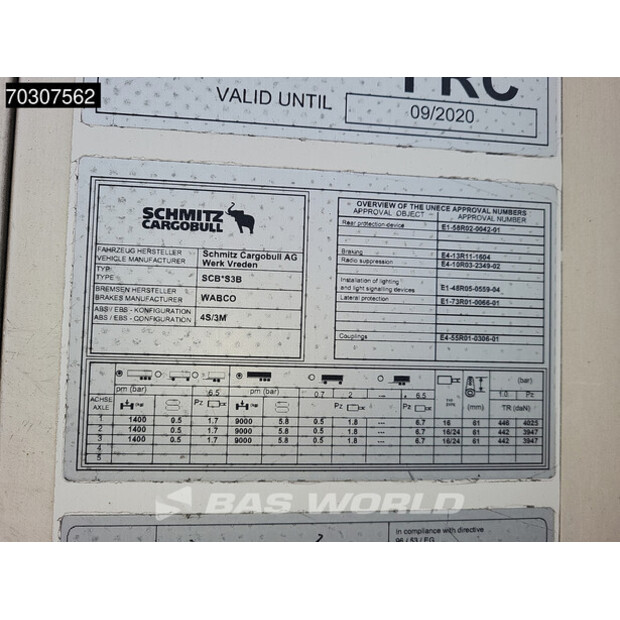 70307562
FRC
VALID UNTIL
09/2020
SCHMITZ
CARGOBULL
FAHRZEUG HERSTELLER
VEHICLE MANUFACTURER
Schmitz Cargobull AG
Werk Vreden
TYP
TYPE
SCB*S3B
BREMSEN HERSTELLER
BRAKES MANUFACTURER
WABCO
ABS / EBS - KONFIGURATION
ABS / EBS - CONFIGURATION
4S/3M
OVERVIEW OF THE UNECE APPROVAL NUMBERS
APPROVAL OBJECT APPROVAL NUMBER
Rear protection device E1-58R02-0042-01
Braking E4-13R11-1604
Radio suppression E4-10R03-2349-02
Installation of lighting
and light signalling devices E1-48R05-0559-04
Lateral protection E1-73R01-0066-01
Couplings E4-55R01-0306-01
pm (bar) 6.5 pm (bar) 0.7 2 --- 6.5 (bar)
ACHSE
AXLE
Pz Pz Pz (mm) 1.0 Pz
TR (daN)
1 1400 0.5 1.7 9000 5.8 0.5 1.8 --- 6.7 16 61 446 4025
2 1400 0.5 1.7 9000 5.8 0.5 1.8 --- 6.7 16/24 61 442 3947
3 1400 0.5 1.7 9000 5.8 0.5 1.8 --- 6.7 16/24 61 442 3947
4
5
BAS WORLD
in compliance with directive
96 / 53 / EG